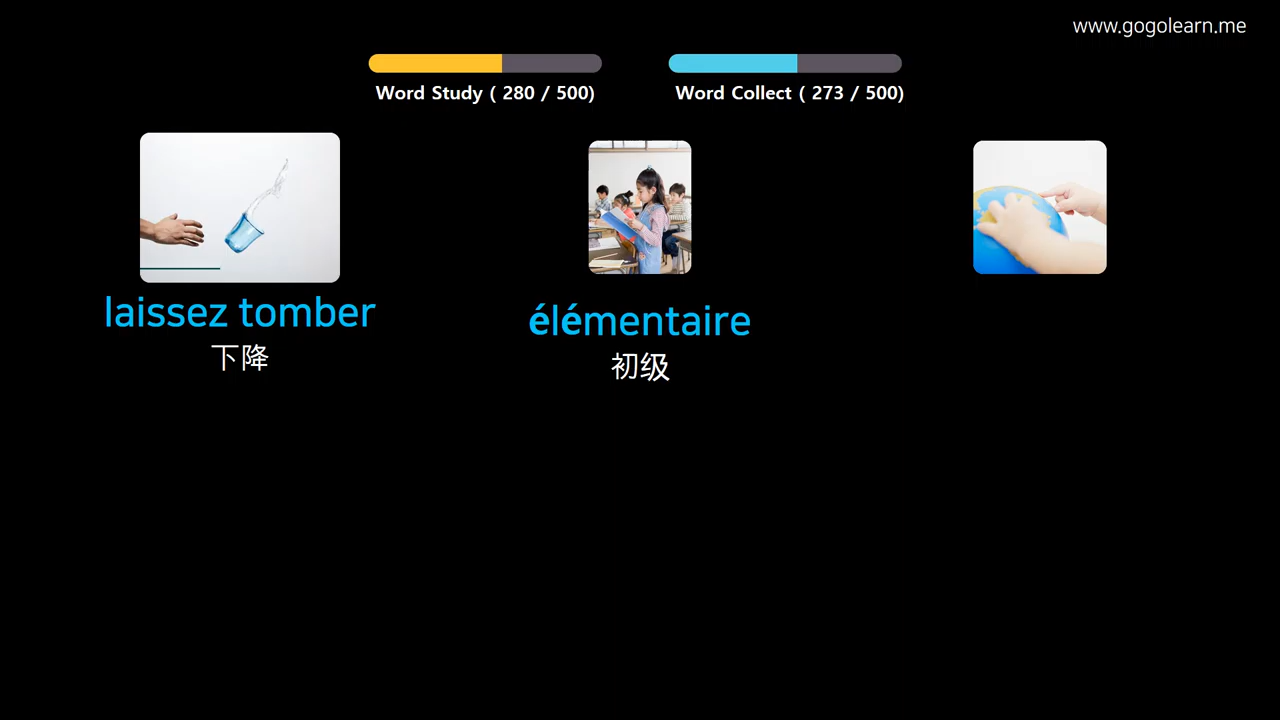 www.gogolearn.me
Word Study ( 280 / 500)
Word Collect ( 273 / 500)
laissez tomber
下降
élémentaire
初级